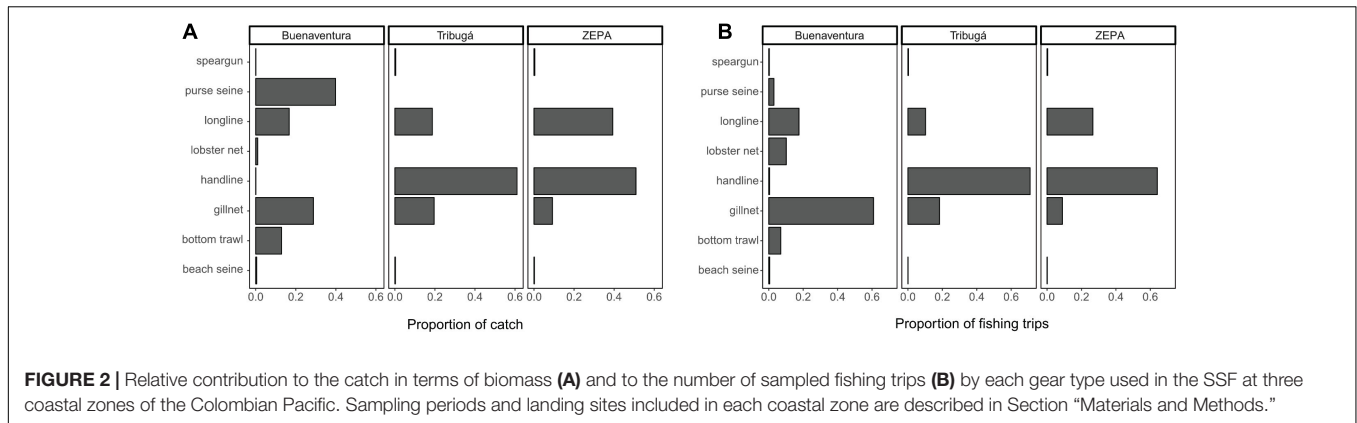 A
Buenaventura Tribugá ZEPA
speargun
purse seine
longline
lobster net
handline
gillnet
bottom trawl
beach seine
0.0 0.2 0.4 0.6 0.0 0.2 0.4 0.6 0.0 0.2 0.4 0.6
Proportion of catch
B
Buenaventura Tribugá ZEPA
speargun
purse seine
longline
lobster net
handline
gillnet
bottom trawl
beach seine
0.0 0.2 0.4 0.6 0.0 0.2 0.4 0.6 0.0 0.2 0.4 0.6
Proportion of fishing trips
FIGURE 2 | Relative contribution to the catch in terms of biomass (A) and to the number of sampled fishing trips (B) by each gear type used in the SSF at three
coastal zones of the Colombian Pacific. Sampling periods and landing sites included in each coastal zone are described in Section “Materials and Methods.”